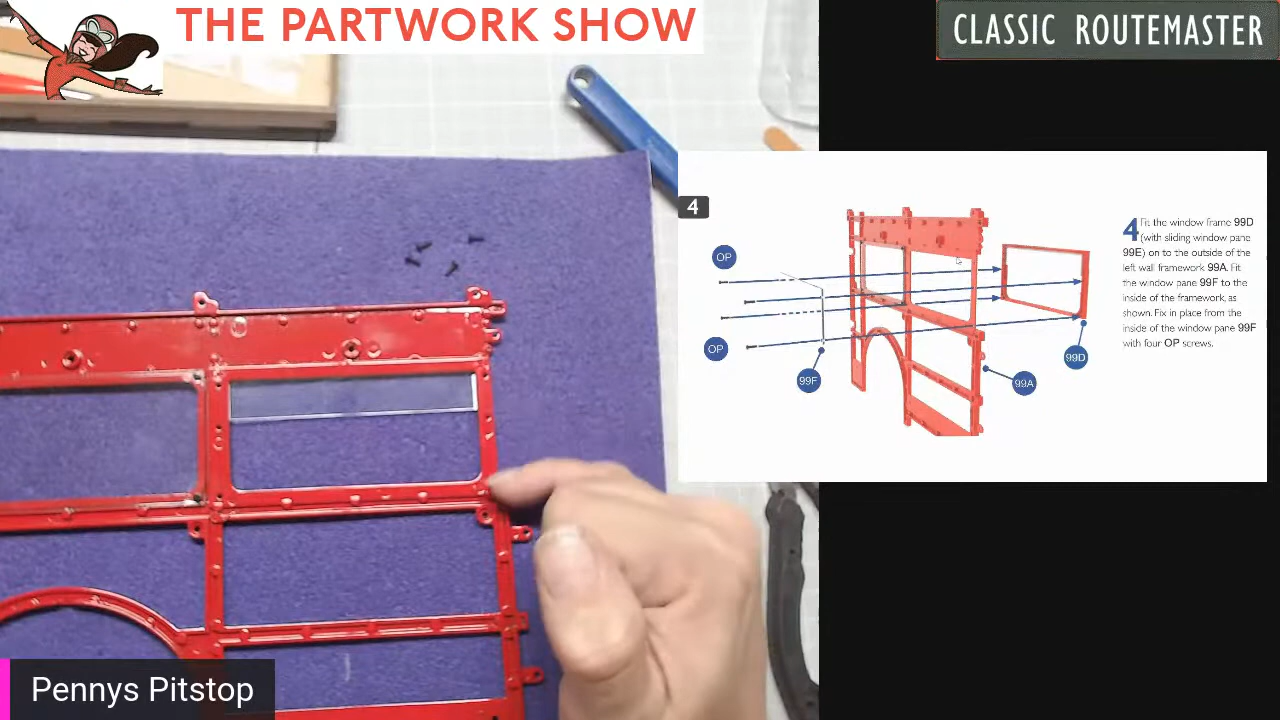 THE PARTWORK SHOW
CLASSIC ROUTEMASTER
4
OP
OP
99F
99D
99A
4 Fit the window frame 99D
(with sliding window pane
99E) on to the outside of the
left wall framework 99A. Fit
the window pane 99F to the
inside of the framework, as
shown. Fix in place from the
inside of the window pane 99F
with four OP screws.
Pennys Pitstop